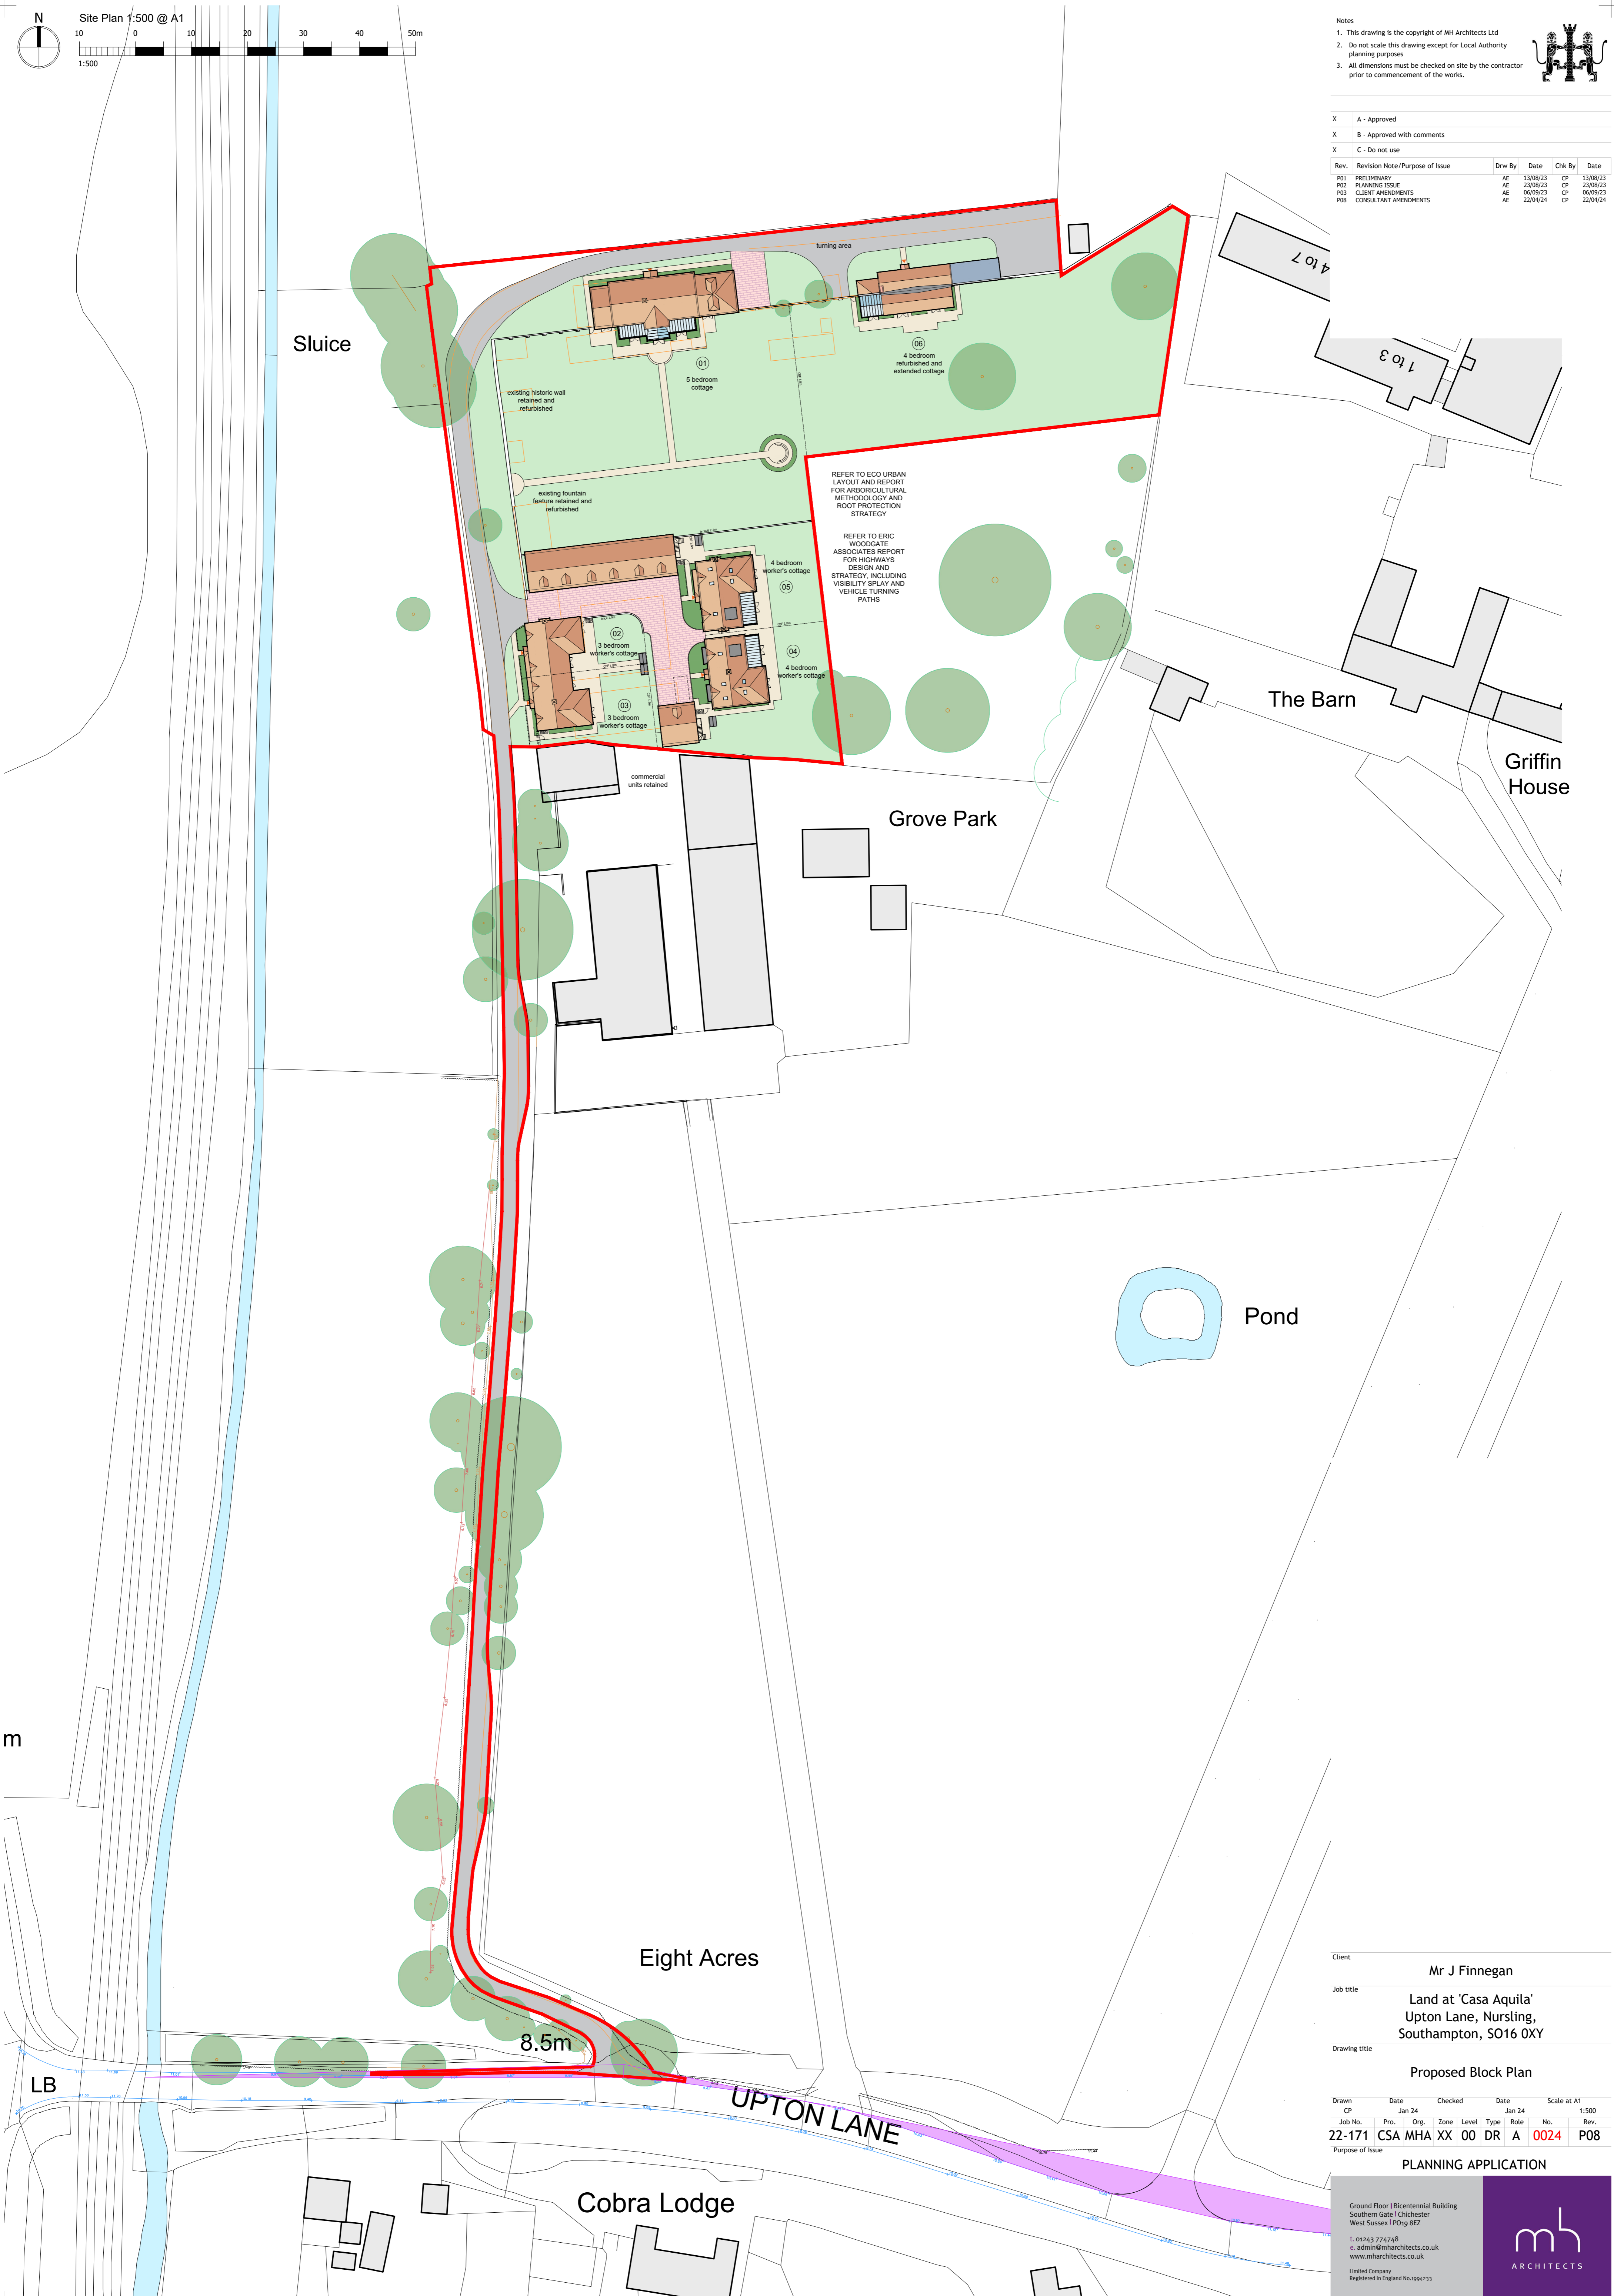 N
Site Plan 1:500 @ A1
10 0 10 20 30 40 50m
1:500
Notes
1. This drawing is the copyright of MH Architects Ltd
2. Do not scale this drawing except for Local Authority
planning purposes
3. All dimensions must be checked on site by the contractor
prior to commencement of the works.
X A - Approved
X B - Approved with comments
X C - Do not use
Rev. Revision Note/Purpose of Issue Drw By Date Chk By Date
P01 PRELIMINARY AE 13/08/23 CP 13/08/23
P02 PLANNING ISSUE AE 23/08/23 CP 23/08/23
P03 CLIENT AMENDMENTS AE 06/09/23 CP 06/09/23
P08 CONSULTANT AMENDMENTS AE 22/04/24 CP 22/04/24
turning area
4 to 7
1 to 3
Sluice
01
5 bedroom
cottage
06
4 bedroom
refurbished and
extended cottage
existing historic wall
retained and
refurbished
existing fountain
feature retained and
refurbished
REFER TO ECO URBAN
LAYOUT AND REPORT
FOR ARBORICULTURAL
METHODOLOGY AND
ROOT PROTECTION
STRATEGY
REFER TO ERIC
WOODGATE
ASSOCIATES REPORT
FOR HIGHWAYS
DESIGN AND
STRATEGY, INCLUDING
VISIBILITY SPLAY AND
VEHICLE TURNING
PATHS
4 bedroom
worker's cottage
05
02
3 bedroom
worker's cottage
04
4 bedroom
worker's cottage
03
3 bedroom
worker's cottage
The Barn
Griffin
House
commercial
units retained
Grove Park
Pond
m
Eight Acres
8.5m
LB
UPTON LANE
Cobra Lodge
Client
Mr J Finnegan
Job title
Land at 'Casa Aquila'
Upton Lane, Nursling,
Southampton, SO16 0XY
Drawing title
Proposed Block Plan
Drawn Date Checked Date Scale at A1
CP Jan 24 Jan 24 1:500
Job No. Pro. Org. Zone Level Type Role No. Rev.
22-171 CSA MHA XX 00 DR A 0024 P08
Purpose of Issue
PLANNING APPLICATION
Ground Floor | Bicentennial Building
Southern Gate | Chichester
West Sussex | PO19 8EZ
t. 01243 774748
e. admin@mharchitects.co.uk
www.mharchitects.co.uk
Limited Company
Registered in England No.1994233
mh
ARCHITECTS